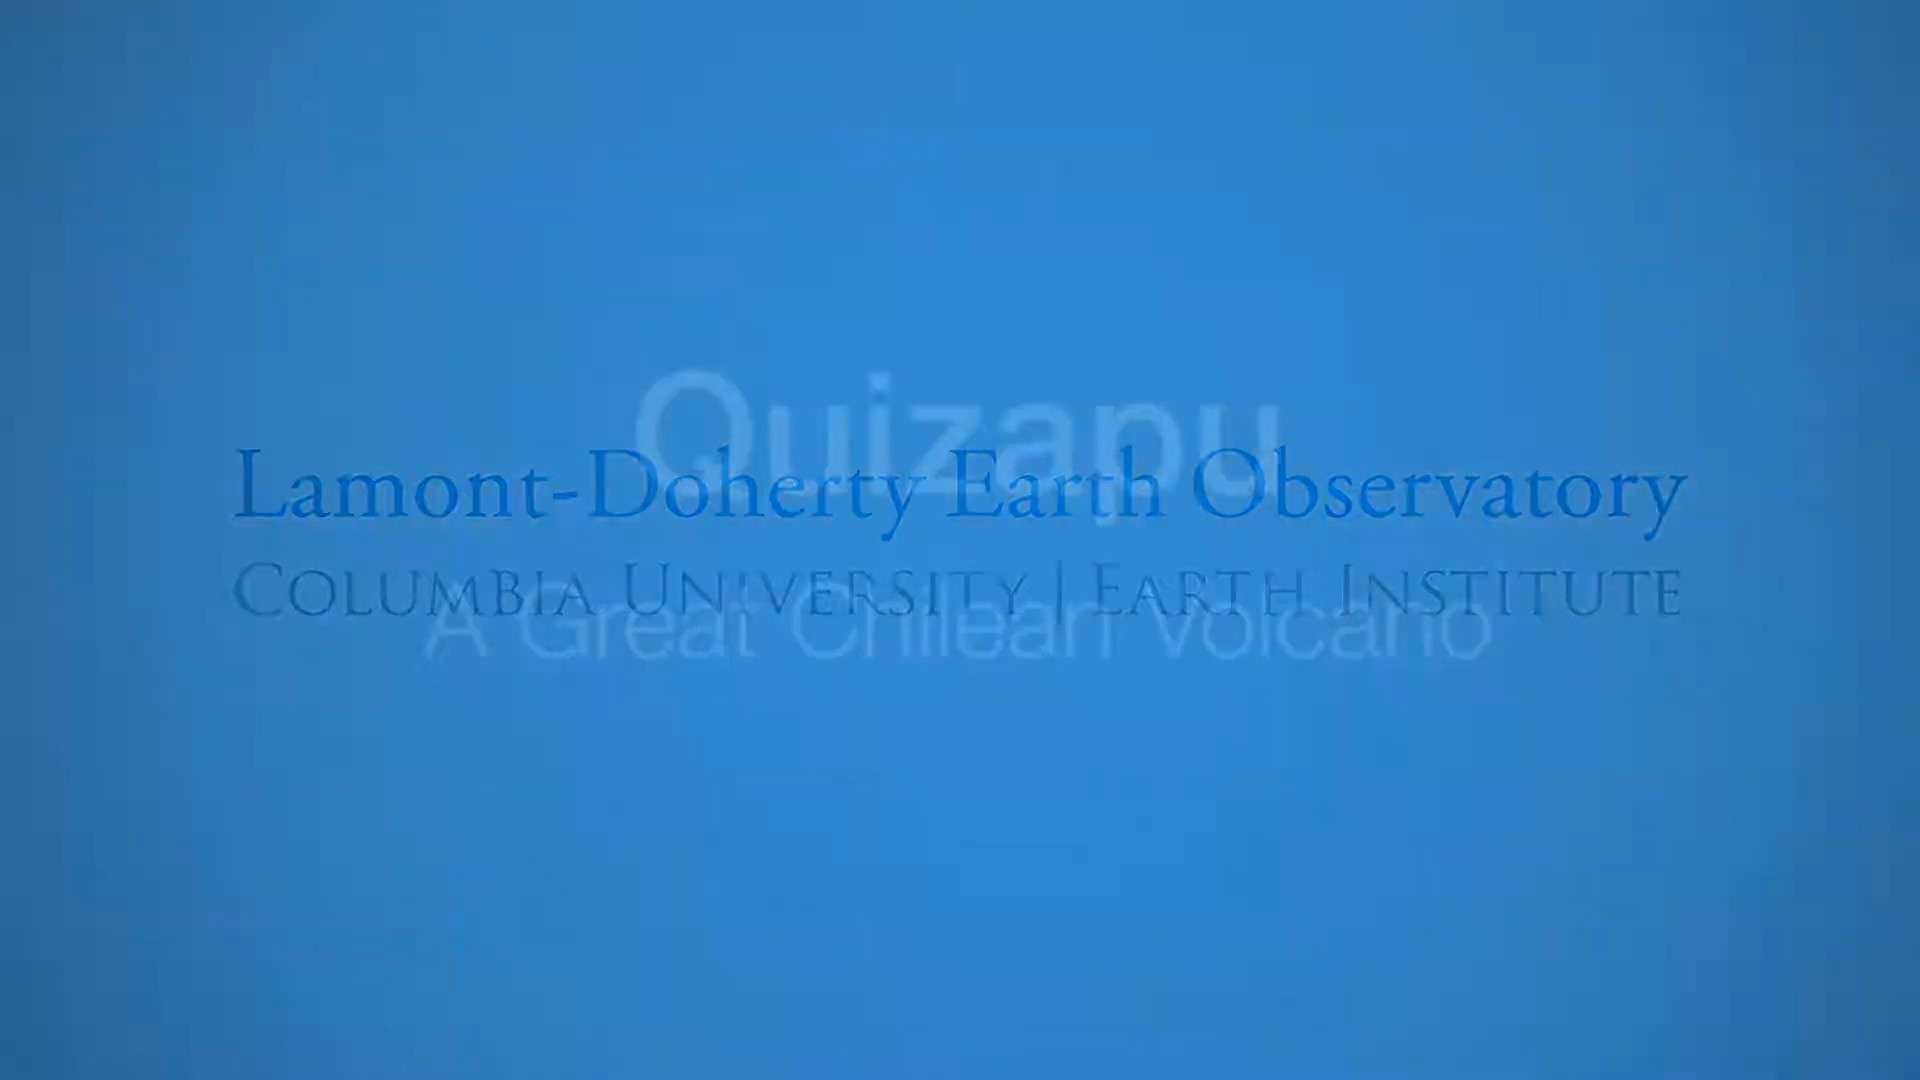 Quizapu
Lamont-Doherty Earth Observatory
COLUMBIA UNIVERSITY | EARTH INSTITUTE
A Great Chilean Volcano